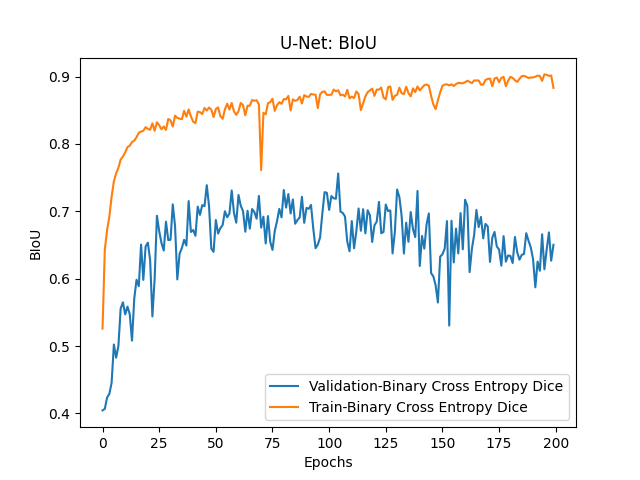 U-Net: BIoU
BIoU
0.9
0.8
0.7
0.6
0.5
0.4
Validation-Binary Cross Entropy Dice
Train-Binary Cross Entropy Dice
0 25 50 75 100 125 150 175 200
Epochs